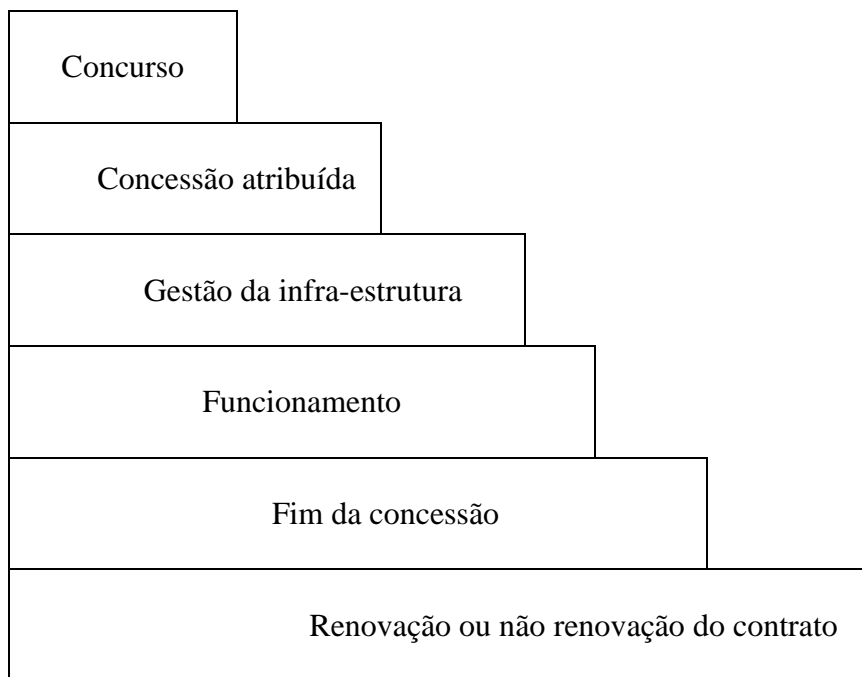 Concurso
Concessão atribuída
Gestão da infra-estrutura
Funcionamento
Fim da concessão
Renovação ou não renovação do contrato